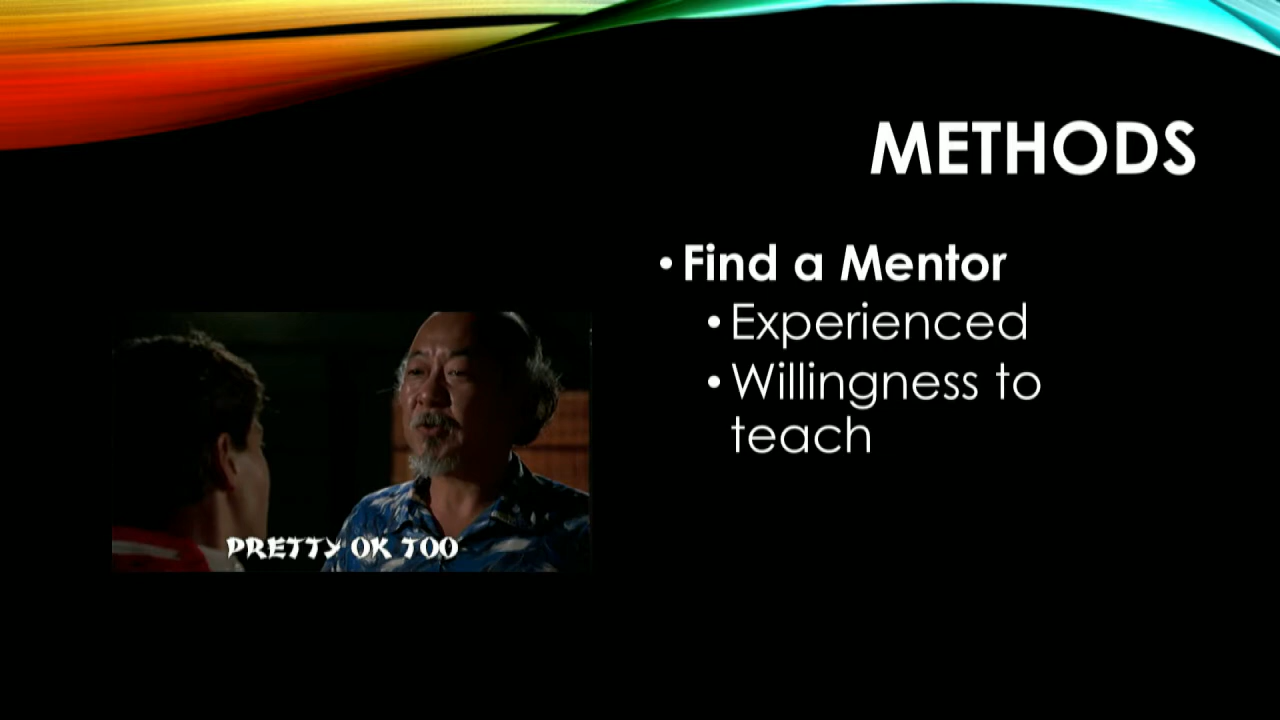 METHODS
• Find a Mentor
• Experienced
• Willingness to
teach
PRETTY OK TOO